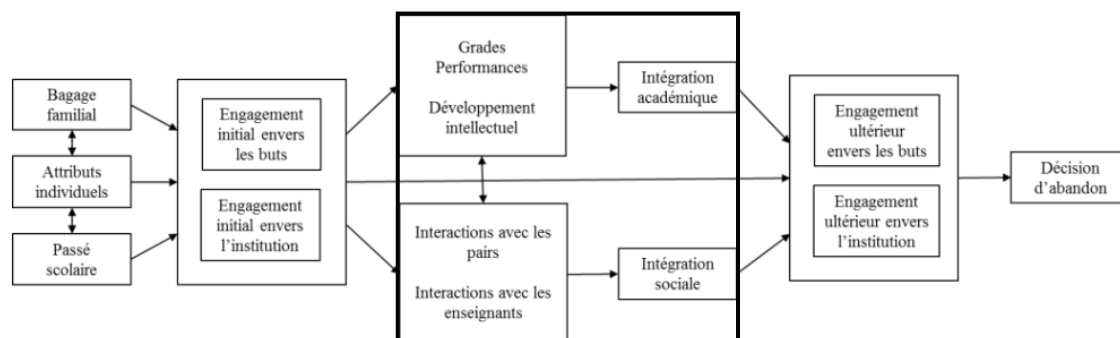 Bagage
familial
Attributs
individuels
Passé
scolaire
Engagement
initial envers
les buts
Engagement
initial envers
l’institution
Grades
Performances
Développement
intellectuel
Interactions avec les
pairs
Interactions avec les
enseignants
Intégration
académique
Intégration
sociale
Engagement
ultérieur
envers les buts
Engagement
ultérieur envers
l’institution
Décision
d’abandon